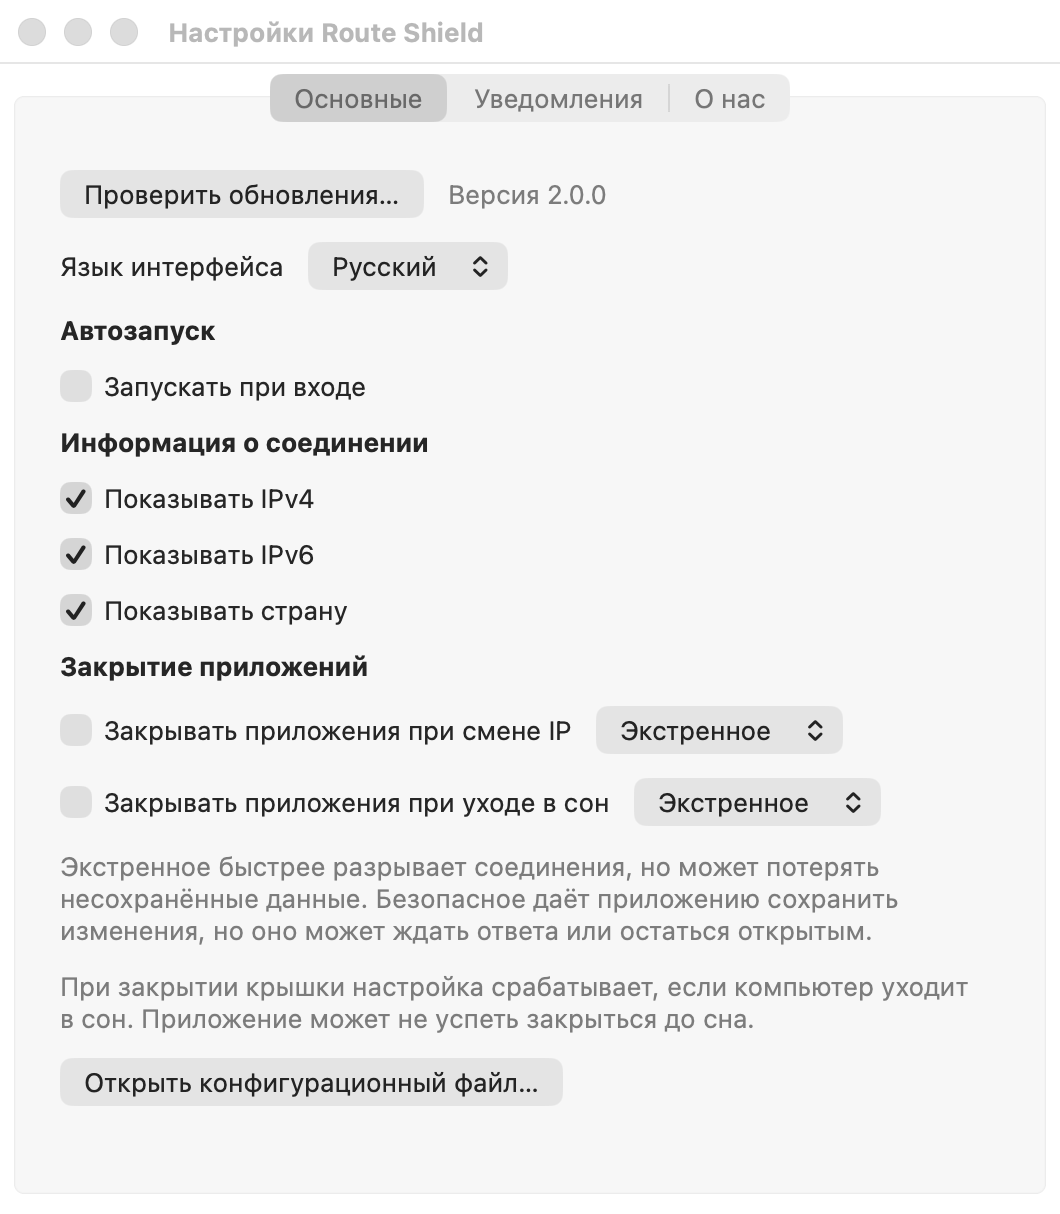 Настройки Route Shield
Основные
Уведомления
О нас
Проверить обновления...
Версия 2.0.0
Язык интерфейса
Русский
Автозапуск
Запускать при входе
Информация о соединении
Показывать IPv4
Показывать IPv6
Показывать страну
Закрытие приложений
Закрывать приложения при смене IP
Экстренное
Закрывать приложения при уходе в сон
Экстренное
Экстренное быстрее разрывает соединения, но может потерять
несохранённые данные. Безопасное даёт приложению сохранить
изменения, но оно может ждать ответа или остаться открытым.
При закрытии крышки настройка срабатывает, если компьютер уходит
в сон. Приложение может не успеть закрыться до сна.
Открыть конфигурационный файл...